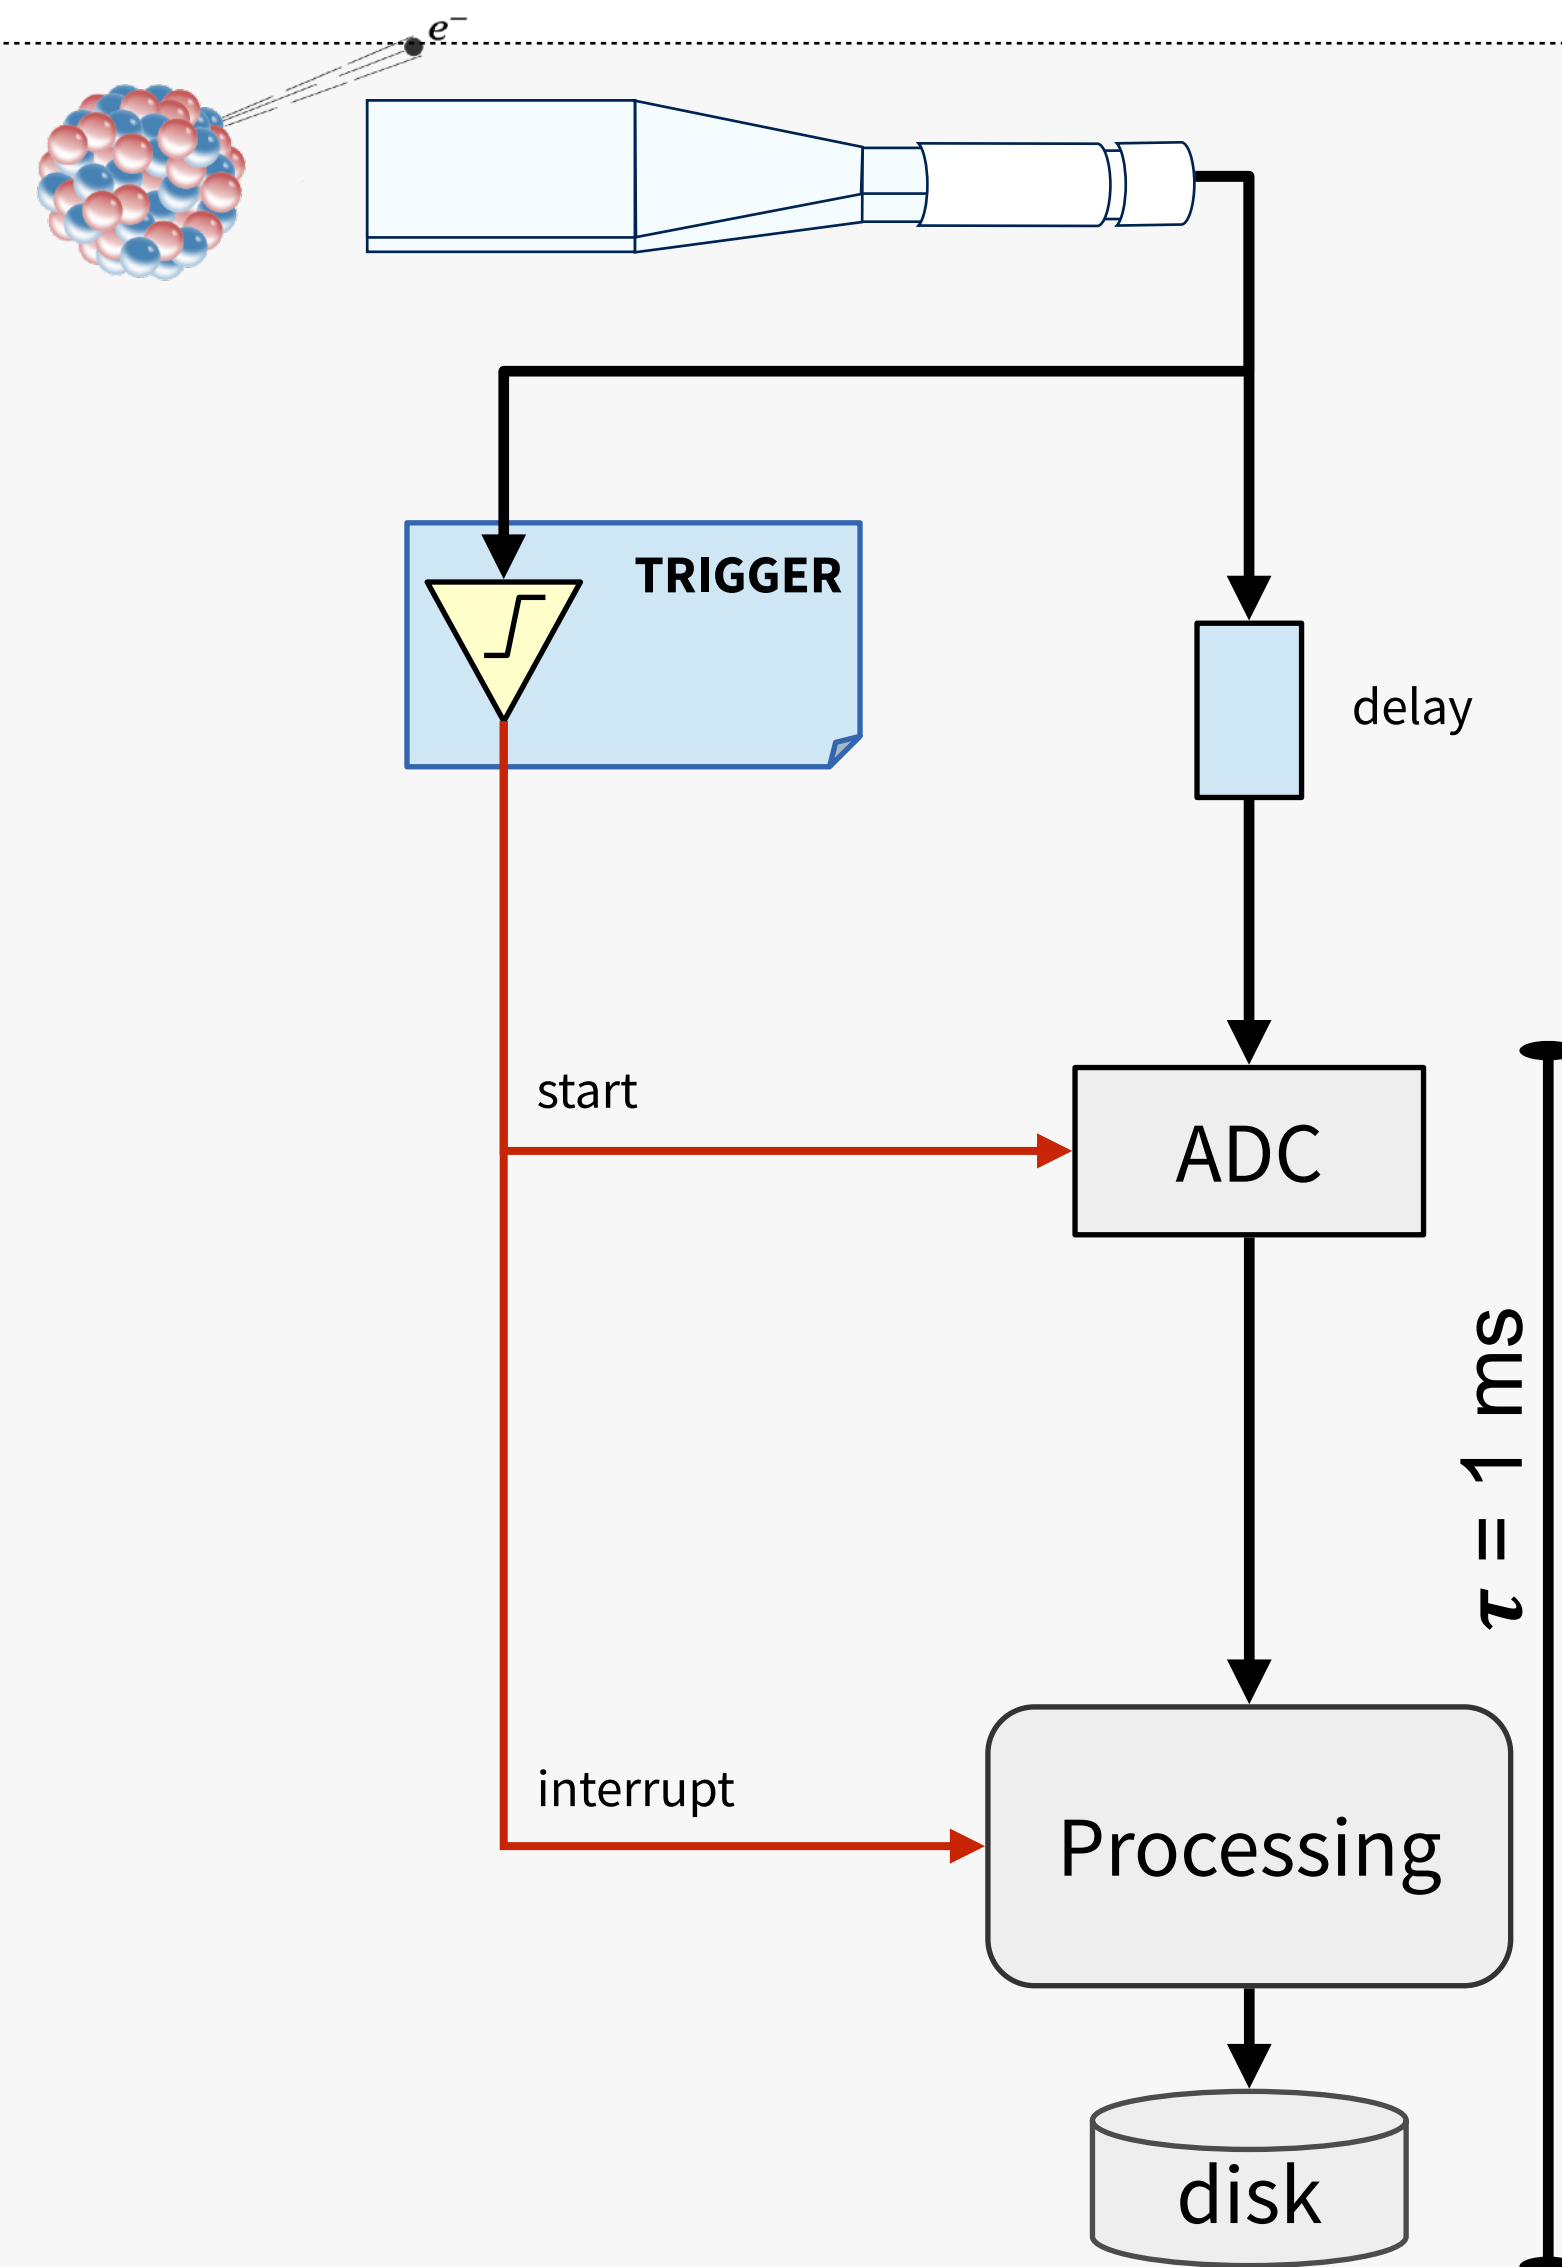 e⁻
TRIGGER
delay
start
ADC
τ = 1 ms
interrupt
Processing
disk